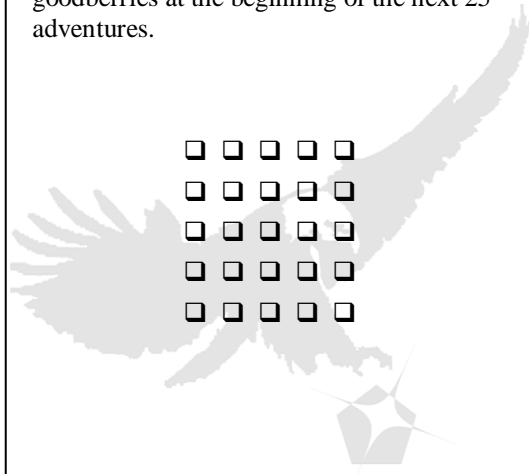 goodberries at the beginning of the next 25
adventures.
❑ ❑ ❑ ❑ ❑
❑ ❑ ❑ ❑ ❑
❑ ❑ ❑ ❑ ❑
❑ ❑ ❑ ❑ ❑
❑ ❑ ❑ ❑ ❑